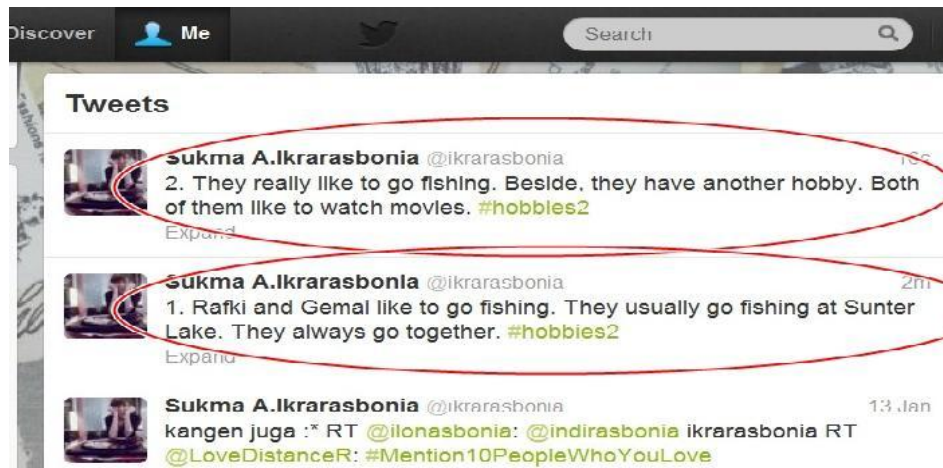 Discover Me Search
Tweets
Sukma A.Ikrarasbonia @ikrarasbonia 16s
2. They really like to go fishing. Beside, they have another hobby. Both
of them like to watch movies. #hobbies2
Expand
Sukma A.Ikrarasbonia @ikrarasbonia 2m
1. Rafki and Gemal like to go fishing. They usually go fishing at Sunter
Lake. They always go together. #hobbies2
Expand
Sukma A.Ikrarasbonia @ikrarasbonia 13 Jan
kangen juga :* RT @ilonasbonia: @indirasbonia ikrarasbonia RT
@LoveDistanceR: #Mention10PeopleWhoYouLove